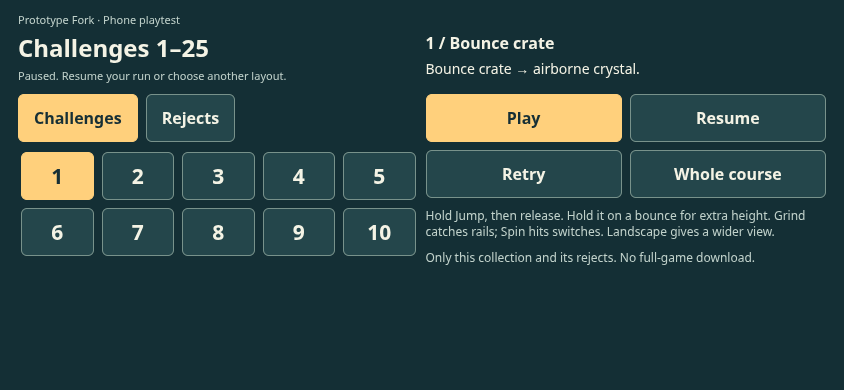 Prototype Fork · Phone playtest
Challenges 1–25
Paused. Resume your run or choose another layout.
Challenges
Rejects
1
2
3
4
5
6
7
8
9
10
1 / Bounce crate
Bounce crate → airborne crystal.
Play
Resume
Retry
Whole course
Hold Jump, then release. Hold it on a bounce for extra height. Grind
catches rails; Spin hits switches. Landscape gives a wider view.
Only this collection and its rejects. No full-game download.